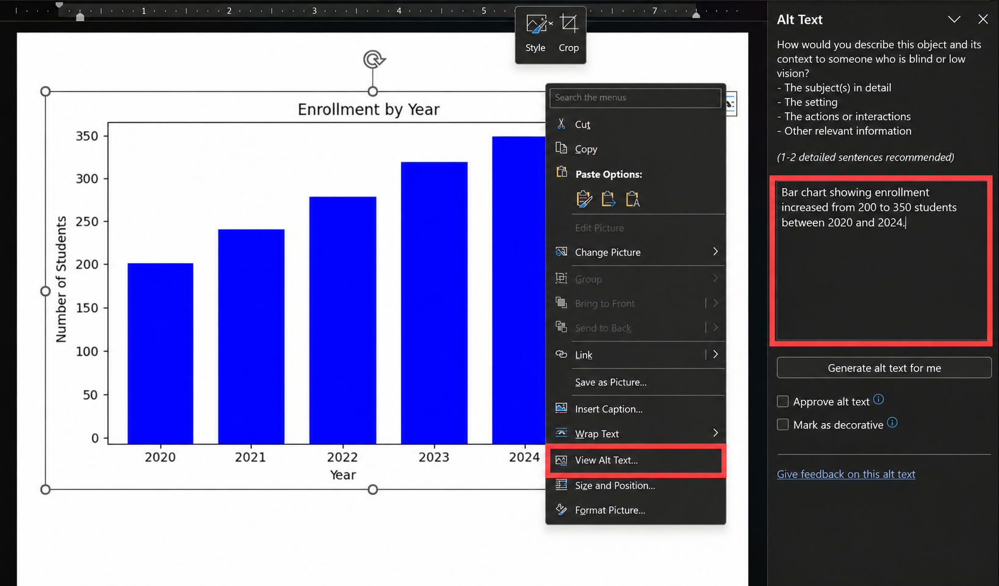 1 2 3 4 5 7
Style Crop
Enrollment by Year
350
300
250
200
150
100
50
0
Number of Students
2020 2021 2022 2023 2024
Year
Search the menus
Cut
Copy
Paste Options:
Edit Picture
Change Picture
Group
Bring to Front
Send to Back
Link
Save as Picture...
Insert Caption...
Wrap Text
View Alt Text...
Size and Position...
Format Picture...
Alt Text
How would you describe this object and its
context to someone who is blind or low
vision?
- The subject(s) in detail
- The setting
- The actions or interactions
- Other relevant information
(1-2 detailed sentences recommended)
Bar chart showing enrollment
increased from 200 to 350 students
between 2020 and 2024.
Generate alt text for me
Approve alt text
Mark as decorative
Give feedback on this alt text